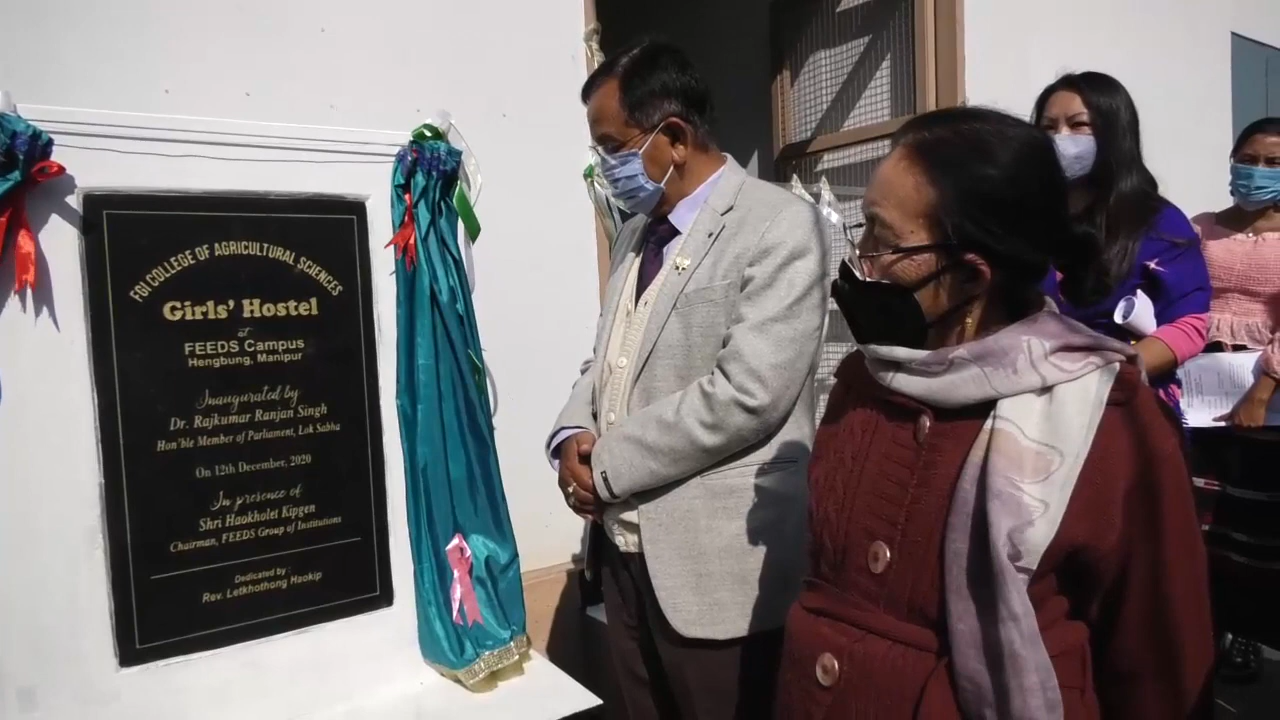 FGI COLLEGE OF AGRICULTURAL SCIENCES
Girls' Hostel
at
FEEDS Campus
Hengbung, Manipur
Inaugurated by
Dr. Rajkumar Ranjan Singh
Hon'ble Member of Parliament, Lok Sabha
On 12th December, 2020
In presence of
Shri Haokholet Kipgen
Chairman, FEEDS Group of Institutions
Dedicated by :
Rev. Letkhothong Haokip